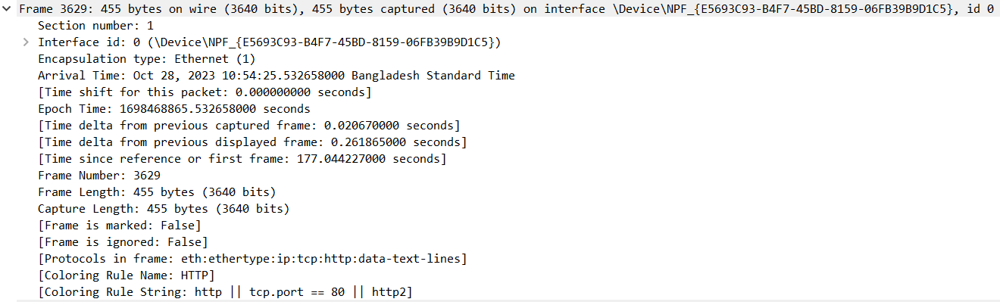 Frame 3629: 455 bytes on wire (3640 bits), 455 bytes captured (3640 bits) on interface \Device\NPF_{E5693C93-B4F7-45BD-8159-06FB39B9D1C5}, id 0
Section number: 1
Interface id: 0 (\Device\NPF_{E5693C93-B4F7-45BD-8159-06FB39B9D1C5})
Encapsulation type: Ethernet (1)
Arrival Time: Oct 28, 2023 10:54:25.532658000 Bangladesh Standard Time
[Time shift for this packet: 0.000000000 seconds]
Epoch Time: 1698468865.532658000 seconds
[Time delta from previous captured frame: 0.020670000 seconds]
[Time delta from previous displayed frame: 0.261865000 seconds]
[Time since reference or first frame: 177.044227000 seconds]
Frame Number: 3629
Frame Length: 455 bytes (3640 bits)
Capture Length: 455 bytes (3640 bits)
[Frame is marked: False]
[Frame is ignored: False]
[Protocols in frame: eth:ethertype:ip:tcp:http:data-text-lines]
[Coloring Rule Name: HTTP]
[Coloring Rule String: http || tcp.port == 80 || http2]